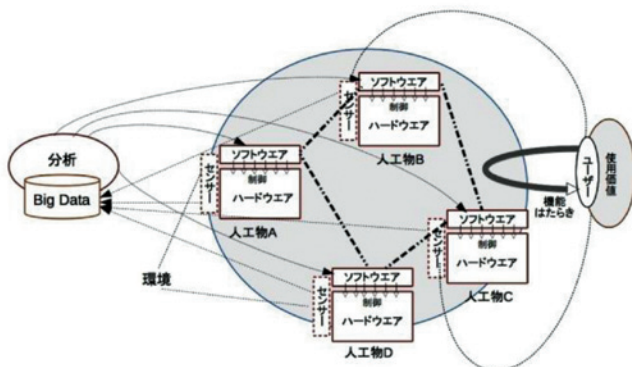 分析
Big Data
環境
ソフトウエア
センサー
制御
ハードウエア
人工物B
ソフトウエア
センサー
制御
ハードウエア
人工物A
ソフトウエア
センサー
制御
ハードウエア
人工物C
ソフトウエア
センサー
制御
ハードウエア
人工物D
機能
はたらき
ユーザー
使用価値